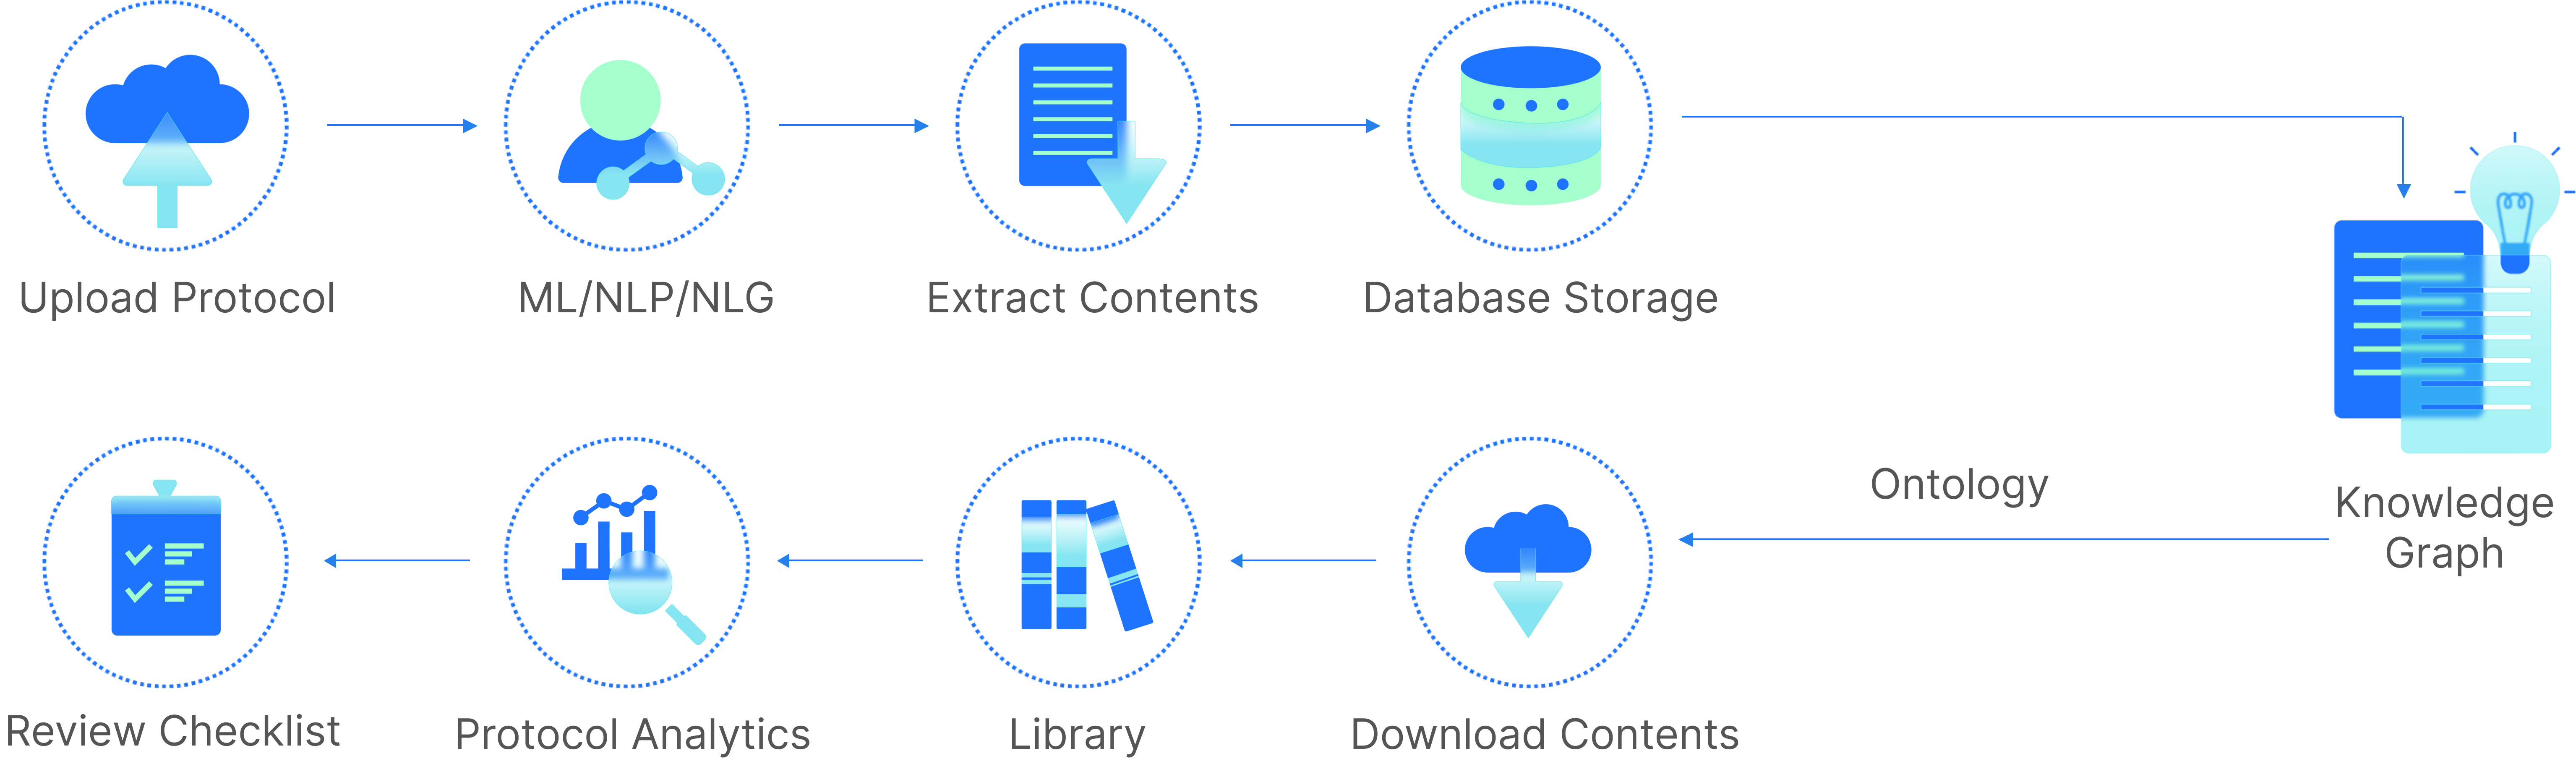 Upload Protocol
ML/NLP/NLG
Extract Contents
Database Storage
Knowledge
Graph
Ontology
Download Contents
Library
Protocol Analytics
Review Checklist